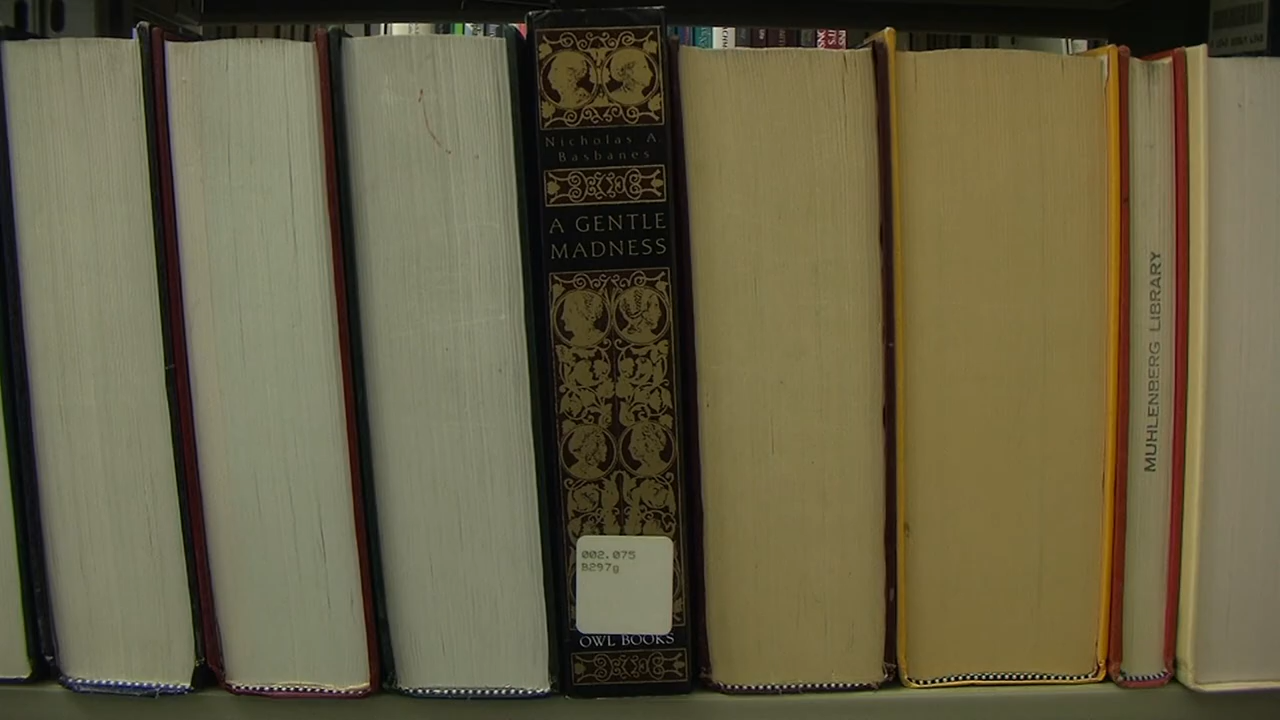 Nicholas A.
Basbanes
A GENTLE
MADNESS
002.075
B297g
OWL BOOKS
MUHLENBERG LIBRARY